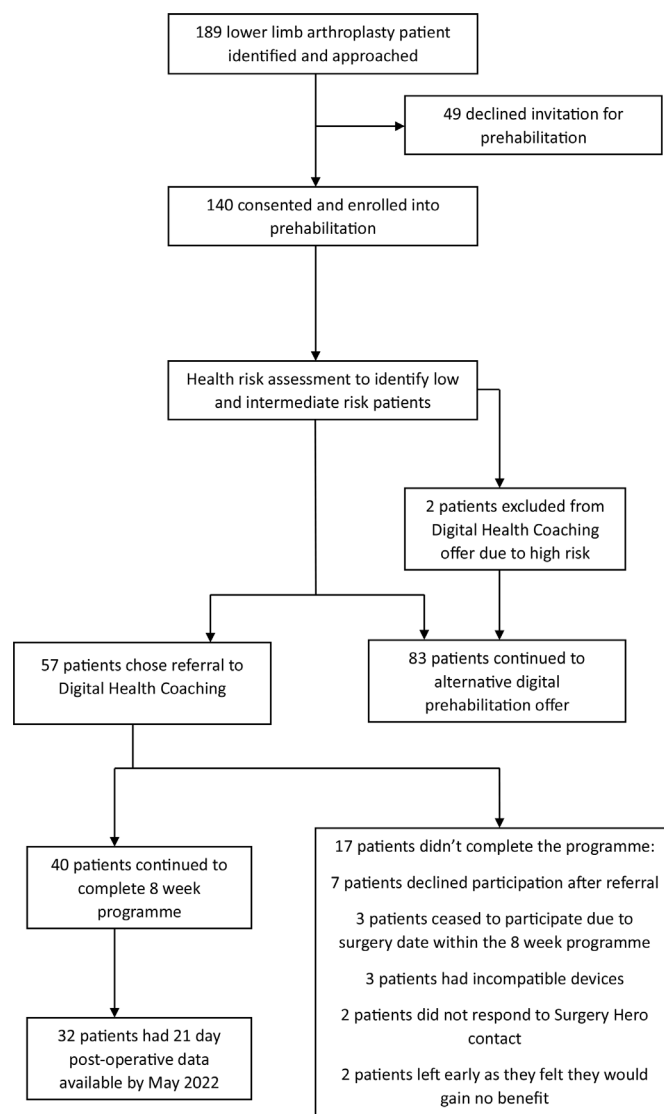 189 lower limb arthroplasty patient
identified and approached
49 declined invitation for
prehabilitation
140 consented and enrolled into
prehabilitation
Health risk assessment to identify low
and intermediate risk patients
2 patients excluded from
Digital Health Coaching
offer due to high risk
57 patients chose referral to
Digital Health Coaching
83 patients continued to
alternative digital
prehabilitation offer
40 patients continued to
complete 8 week
programme
17 patients didn’t complete the programme:
7 patients declined participation after referral
3 patients ceased to participate due to
surgery date within the 8 week programme
3 patients had incompatible devices
2 patients did not respond to Surgery Hero
contact
2 patients left early as they felt they would
gain no benefit
32 patients had 21 day
post-operative data
available by May 2022